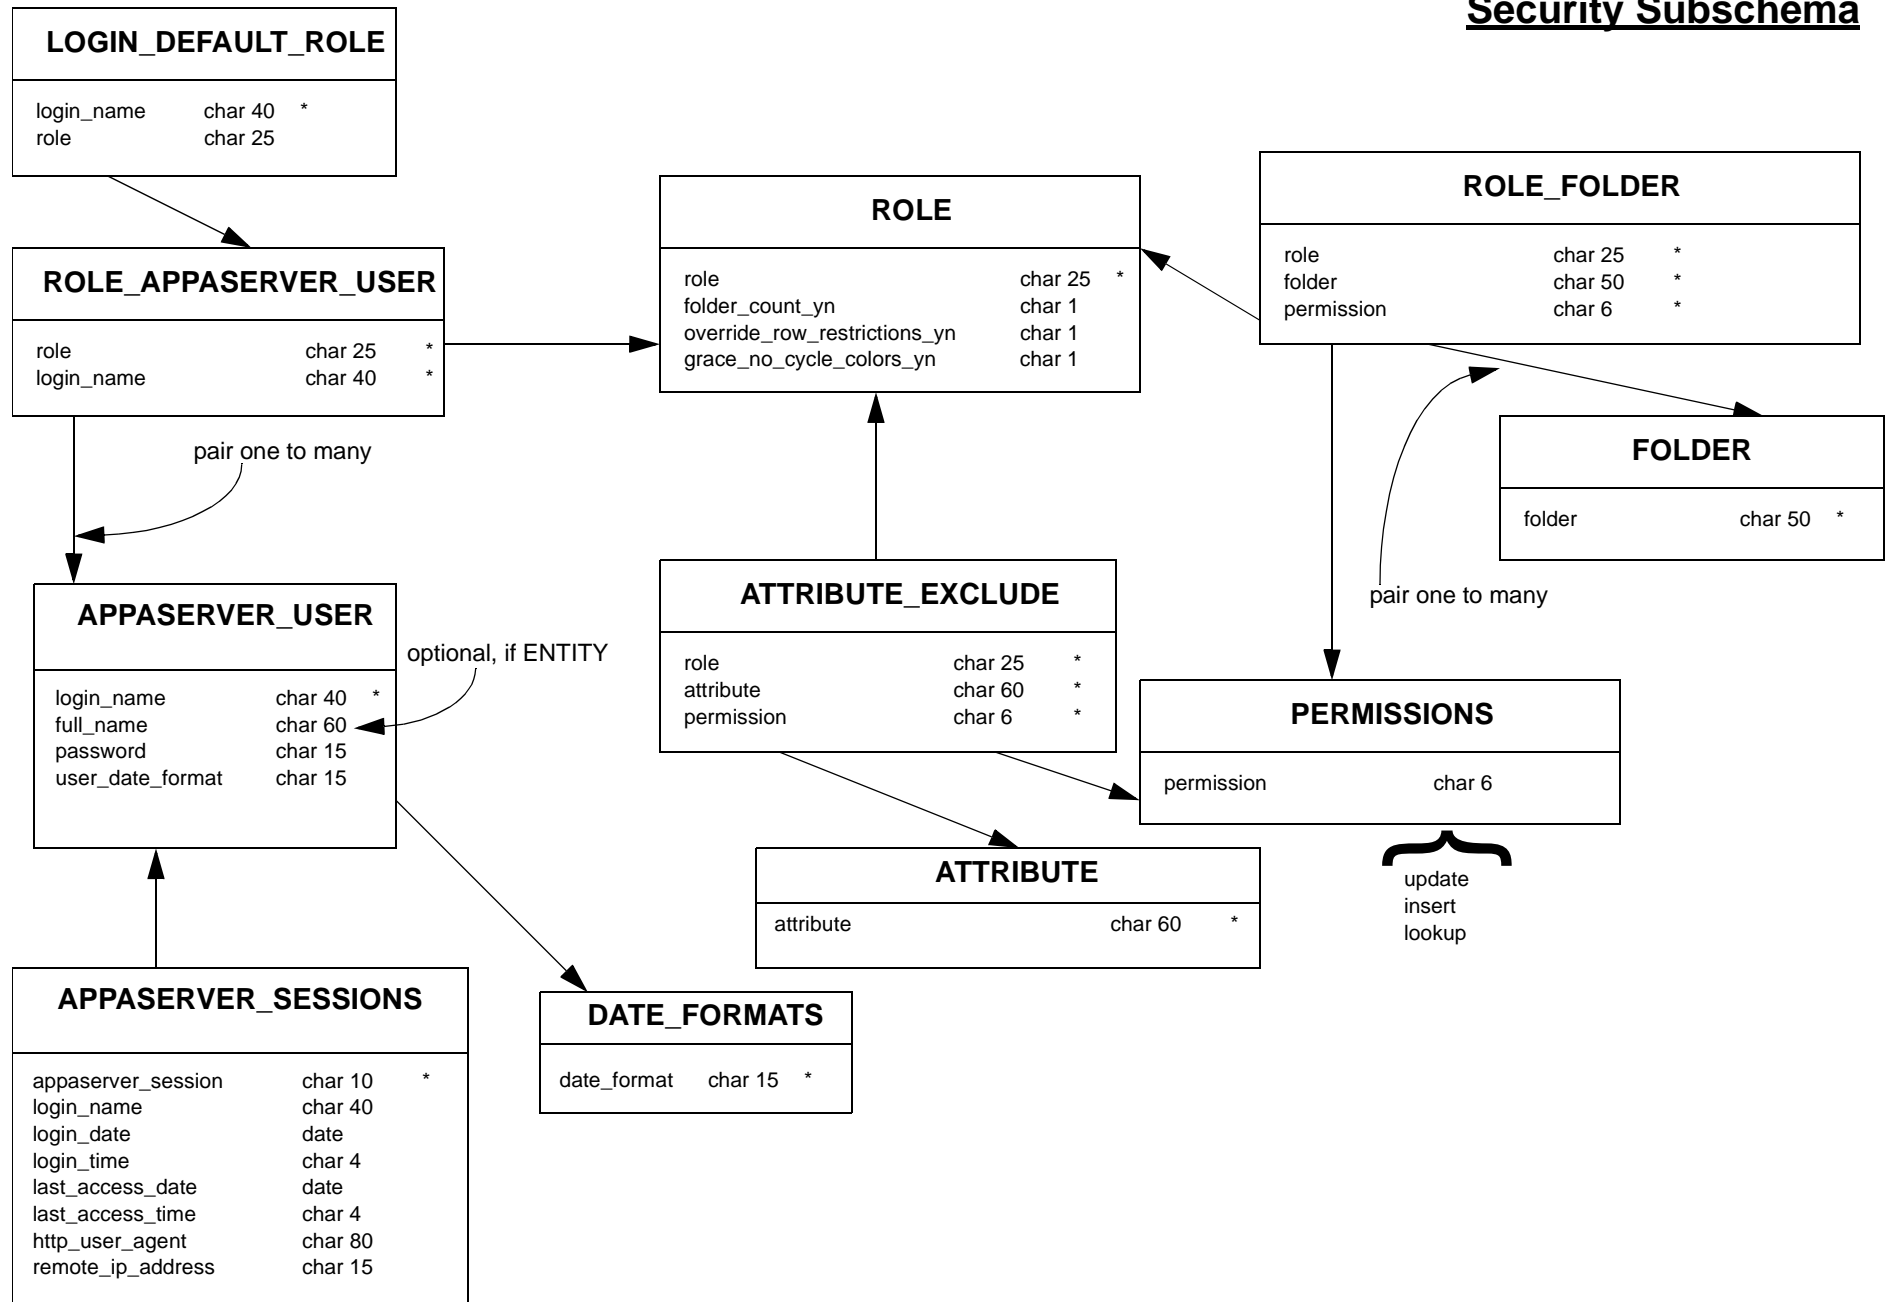 Security Subschema
LOGIN_DEFAULT_ROLE
login_name char 40 *
role char 25
ROLE_APPASERVER_USER
role char 25 *
login_name char 40 *
pair one to many
ROLE
role char 25 *
folder_count_yn char 1
override_row_restrictions_yn char 1
grace_no_cycle_colors_yn char 1
ROLE_FOLDER
role char 25 *
folder char 50 *
permission char 6 *
FOLDER
folder char 50 *
pair one to many
APPASERVER_USER
login_name char 40 *
full_name char 60
password char 15
user_date_format char 15
optional, if ENTITY
ATTRIBUTE_EXCLUDE
role char 25 *
attribute char 60 *
permission char 6 *
PERMISSIONS
permission char 6
update
insert
lookup
ATTRIBUTE
attribute char 60 *
APPASERVER_SESSIONS
appaserver_session char 10 *
login_name char 40
login_date date
login_time char 4
last_access_date date
last_access_time char 4
http_user_agent char 80
remote_ip_address char 15
DATE_FORMATS
date_format char 15 *